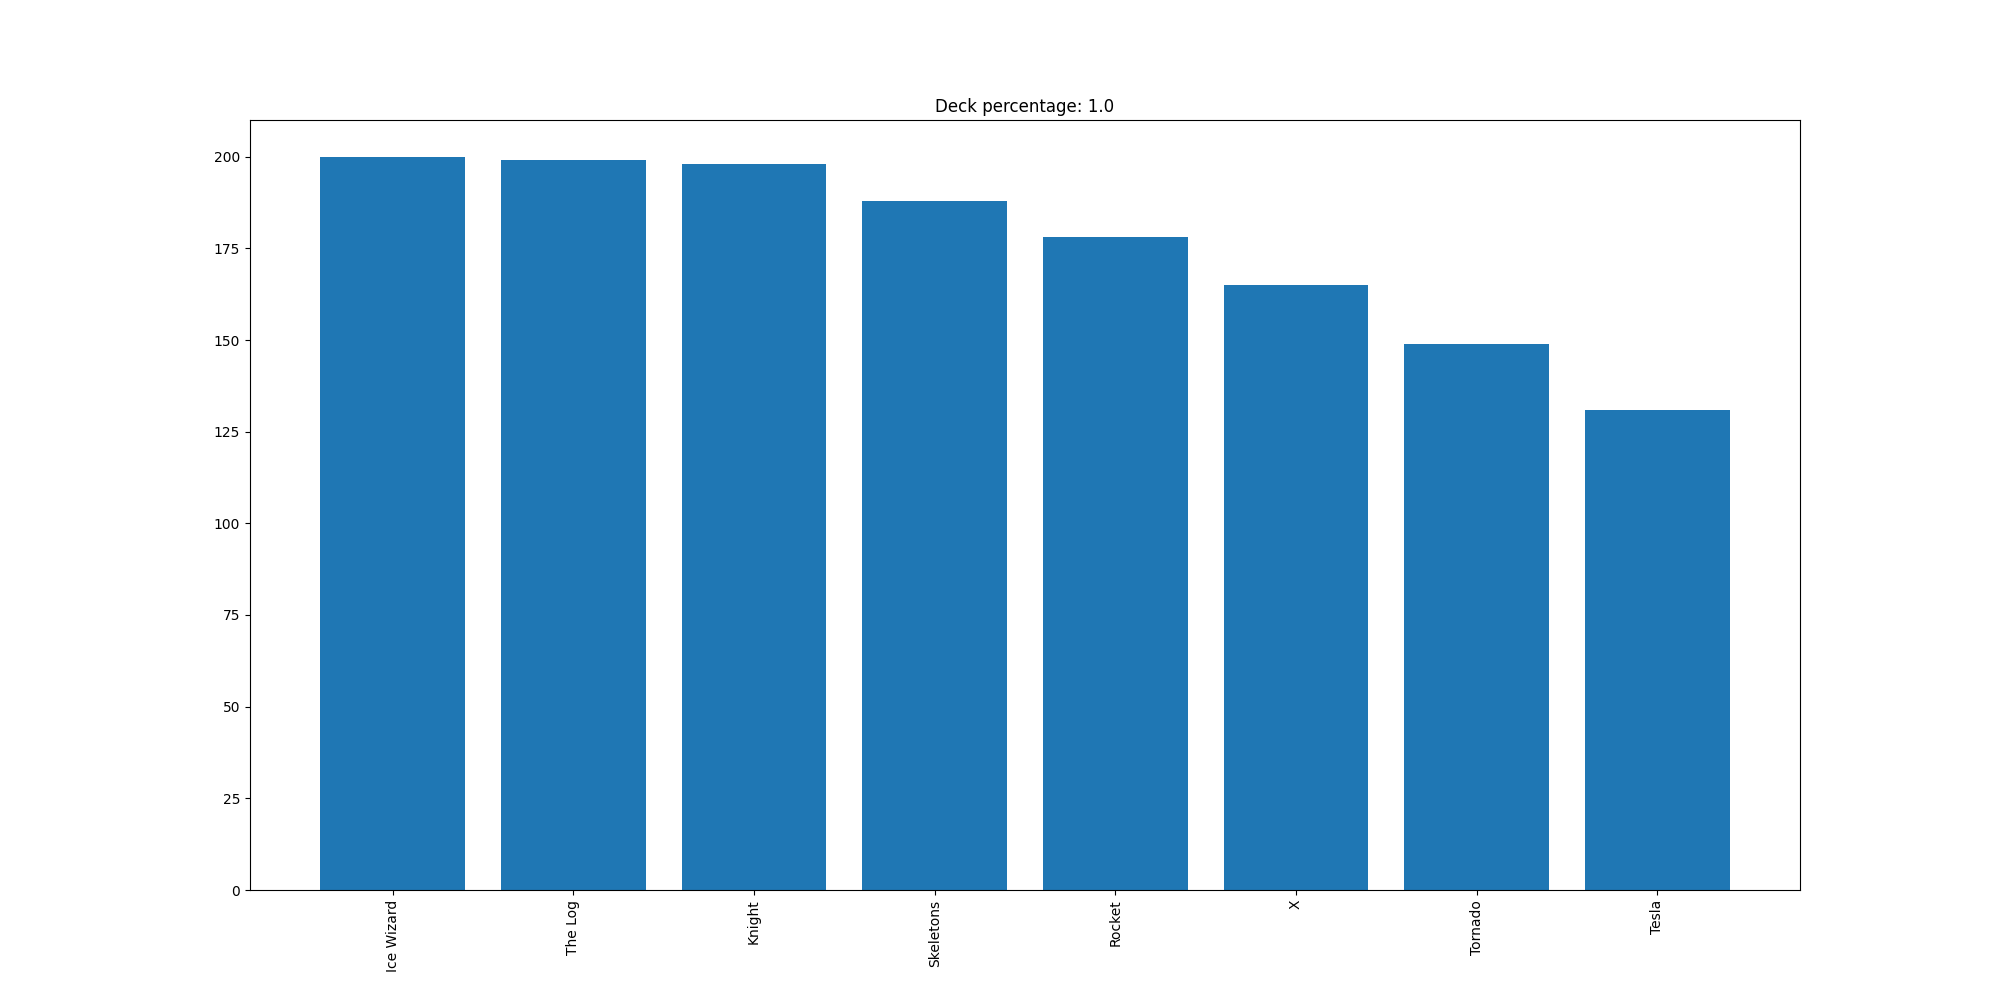 Deck percentage: 1.0
200
175
150
125
100
75
50
25
0
Ice Wizard
The Log
Knight
Skeletons
Rocket
X
Tornado
Tesla